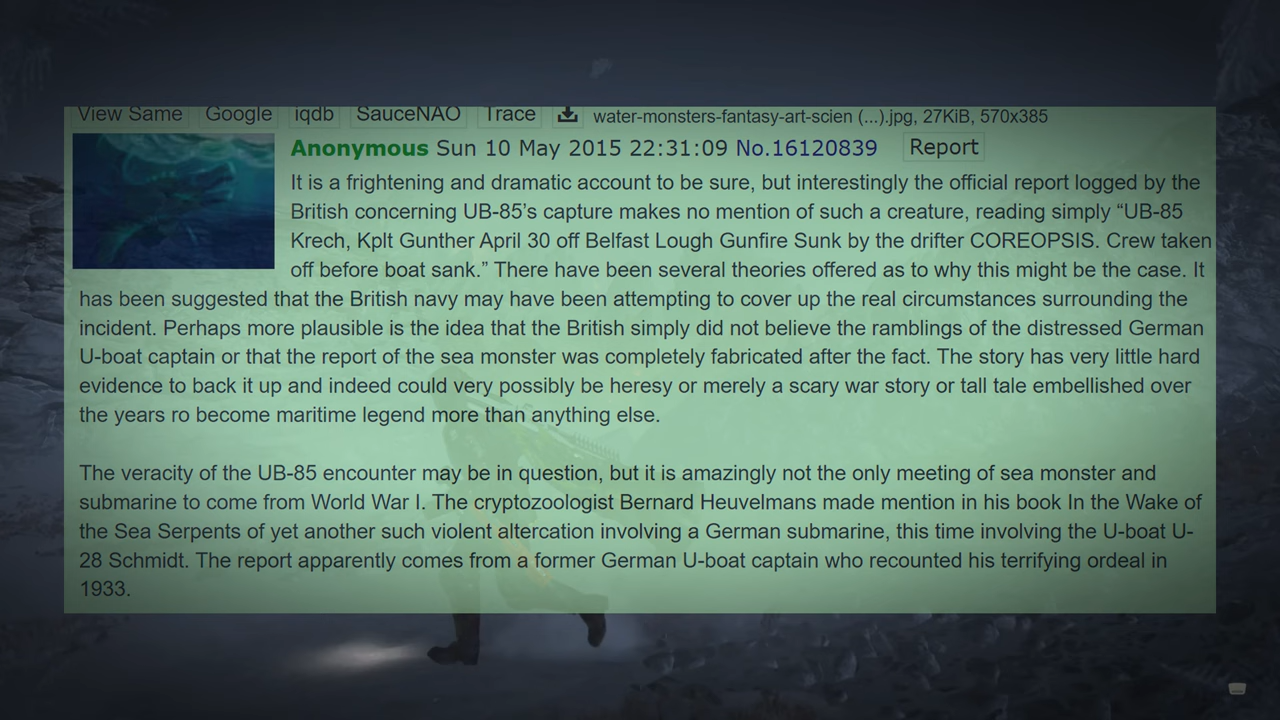 View Same Google iqdb SauceNAO Trace water-monsters-fantasy-art-scien (...).jpg, 27KiB, 570x385
Anonymous Sun 10 May 2015 22:31:09 No.16120839 Report
It is a frightening and dramatic account to be sure, but interestingly the official report logged by the
British concerning UB-85’s capture makes no mention of such a creature, reading simply “UB-85
Krech, Kplt Gunther April 30 off Belfast Lough Gunfire Sunk by the drifter COREOPSIS. Crew taken
off before boat sank.” There have been several theories offered as to why this might be the case. It
has been suggested that the British navy may have been attempting to cover up the real circumstances surrounding the
incident. Perhaps more plausible is the idea that the British simply did not believe the ramblings of the distressed German
U-boat captain or that the report of the sea monster was completely fabricated after the fact. The story has very little hard
evidence to back it up and indeed could very possibly be heresy or merely a scary war story or tall tale embellished over
the years ro become maritime legend more than anything else.
The veracity of the UB-85 encounter may be in question, but it is amazingly not the only meeting of sea monster and
submarine to come from World War I. The cryptozoologist Bernard Heuvelmans made mention in his book In the Wake of
the Sea Serpents of yet another such violent altercation involving a German submarine, this time involving the U-boat U-
28 Schmidt. The report apparently comes from a former German U-boat captain who recounted his terrifying ordeal in
1933.